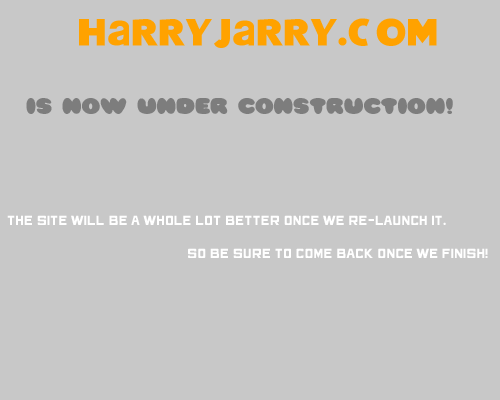 HaRRYJaRRY.COM
IS NOW UNDER CONSTRUCTION!
THE SITE WILL BE A WHOLE LOT BETTER ONCE WE RE-LAUNCH IT.
SO BE SURE TO COME BACK ONCE WE FINISH!